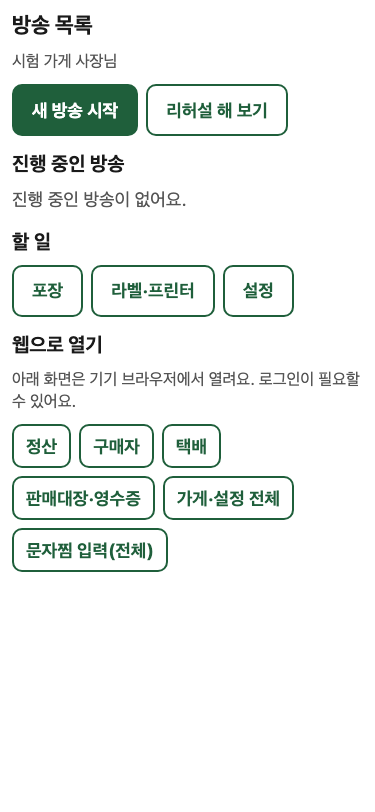 방송 목록
시험 가게 사장님
새 방송 시작 리허설 해 보기
진행 중인 방송
진행 중인 방송이 없어요.
할 일
포장 라벨·프린터 설정
웹으로 열기
아래 화면은 기기 브라우저에서 열려요. 로그인이 필요할
수 있어요.
정산 구매자 택배
판매대장·영수증 가게·설정 전체
문자찜 입력(전체)